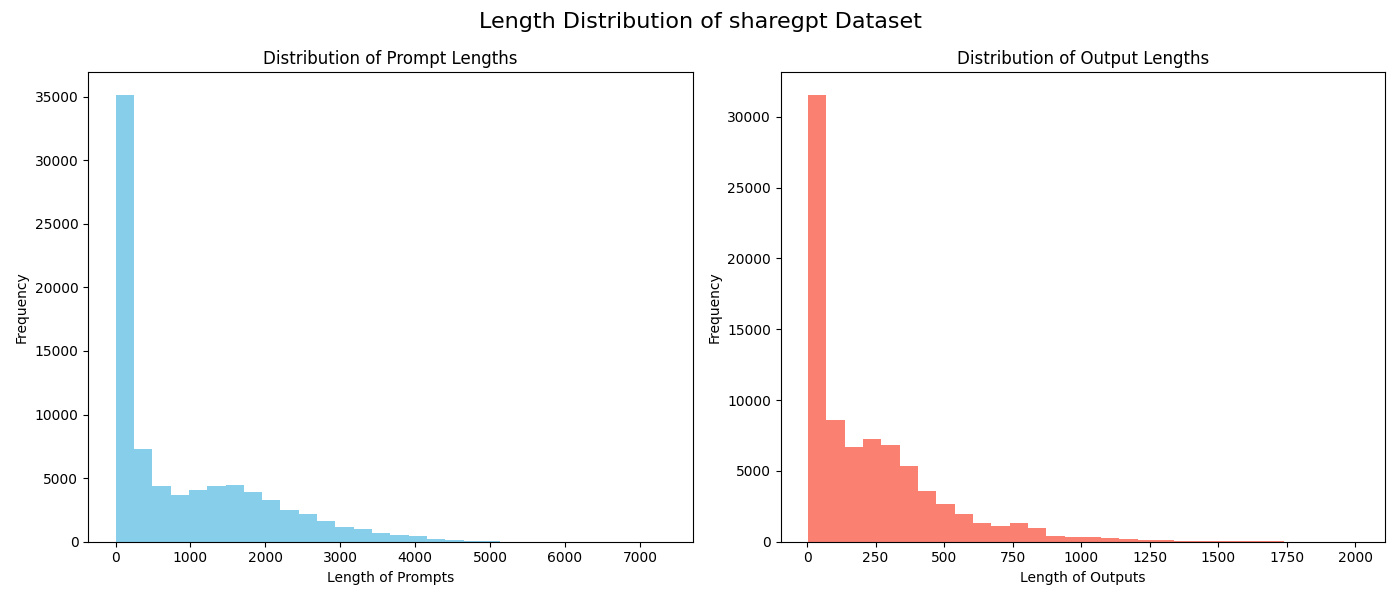 Length Distribution of sharegpt Dataset
Distribution of Prompt Lengths
35000
30000
25000
20000
15000
10000
5000
0
Frequency
0 1000 2000 3000 4000 5000 6000 7000
Length of Prompts
Distribution of Output Lengths
30000
25000
20000
15000
10000
5000
0
Frequency
0 250 500 750 1000 1250 1500 1750 2000
Length of Outputs